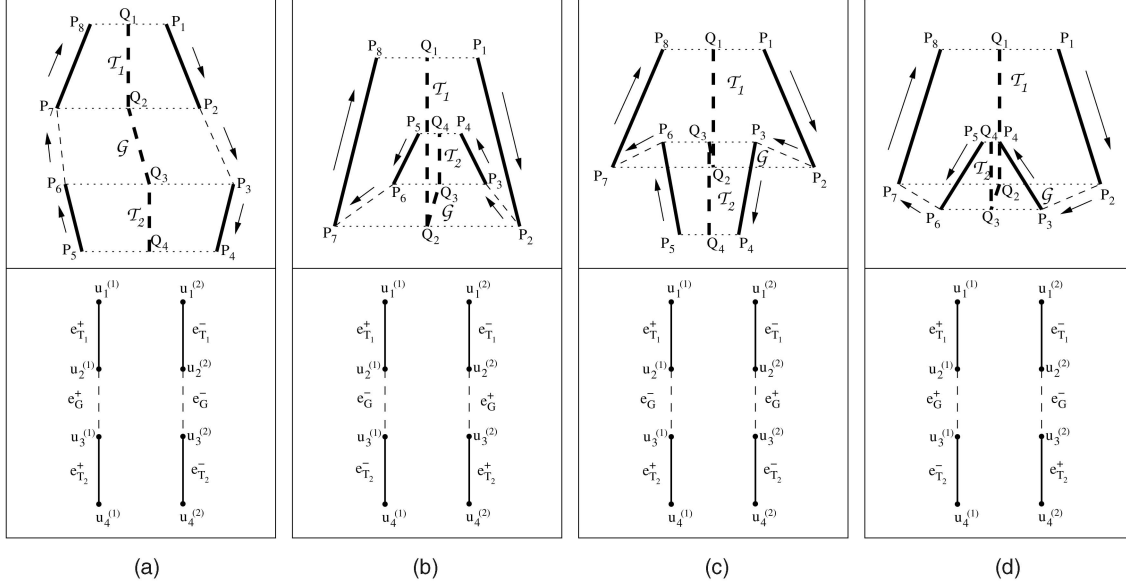 P8 Q1 P1
T1
P7 Q2 P2
G
P6 Q3 P3
T2
P5 Q4 P4
u1(1) u1(2)
e+T1 e−T1
u2(1) u2(2)
e+G e−G
u3(1) u3(2)
e+T2 e−T2
u4(1) u4(2)
(a)
P8 Q1 P1
T1
P5 Q4 P4
T2
P6 Q3 P3
G
P7 Q2 P2
u1(1) u1(2)
e+T1 e−T1
u2(1) u2(2)
e−G e+G
u3(1) u3(2)
e−T2 e+T2
u4(1) u4(2)
(b)
P8 Q1 P1
T1
P6 Q3 P3
G
P7 Q2 P2
T2
P5 Q4 P4
u1(1) u1(2)
e+T1 e−T1
u2(1) u2(2)
e−G e+G
u3(1) u3(2)
e+T2 e−T2
u4(1) u4(2)
(c)
P8 Q1 P1
T1
P5 Q4 P4
T2
P7 Q2 G P2
P6 Q3 P3
u1(1) u1(2)
e+T1 e−T1
u2(1) u2(2)
e+G e−G
u3(1) u3(2)
e−T2 e+T2
u4(1) u4(2)
(d)